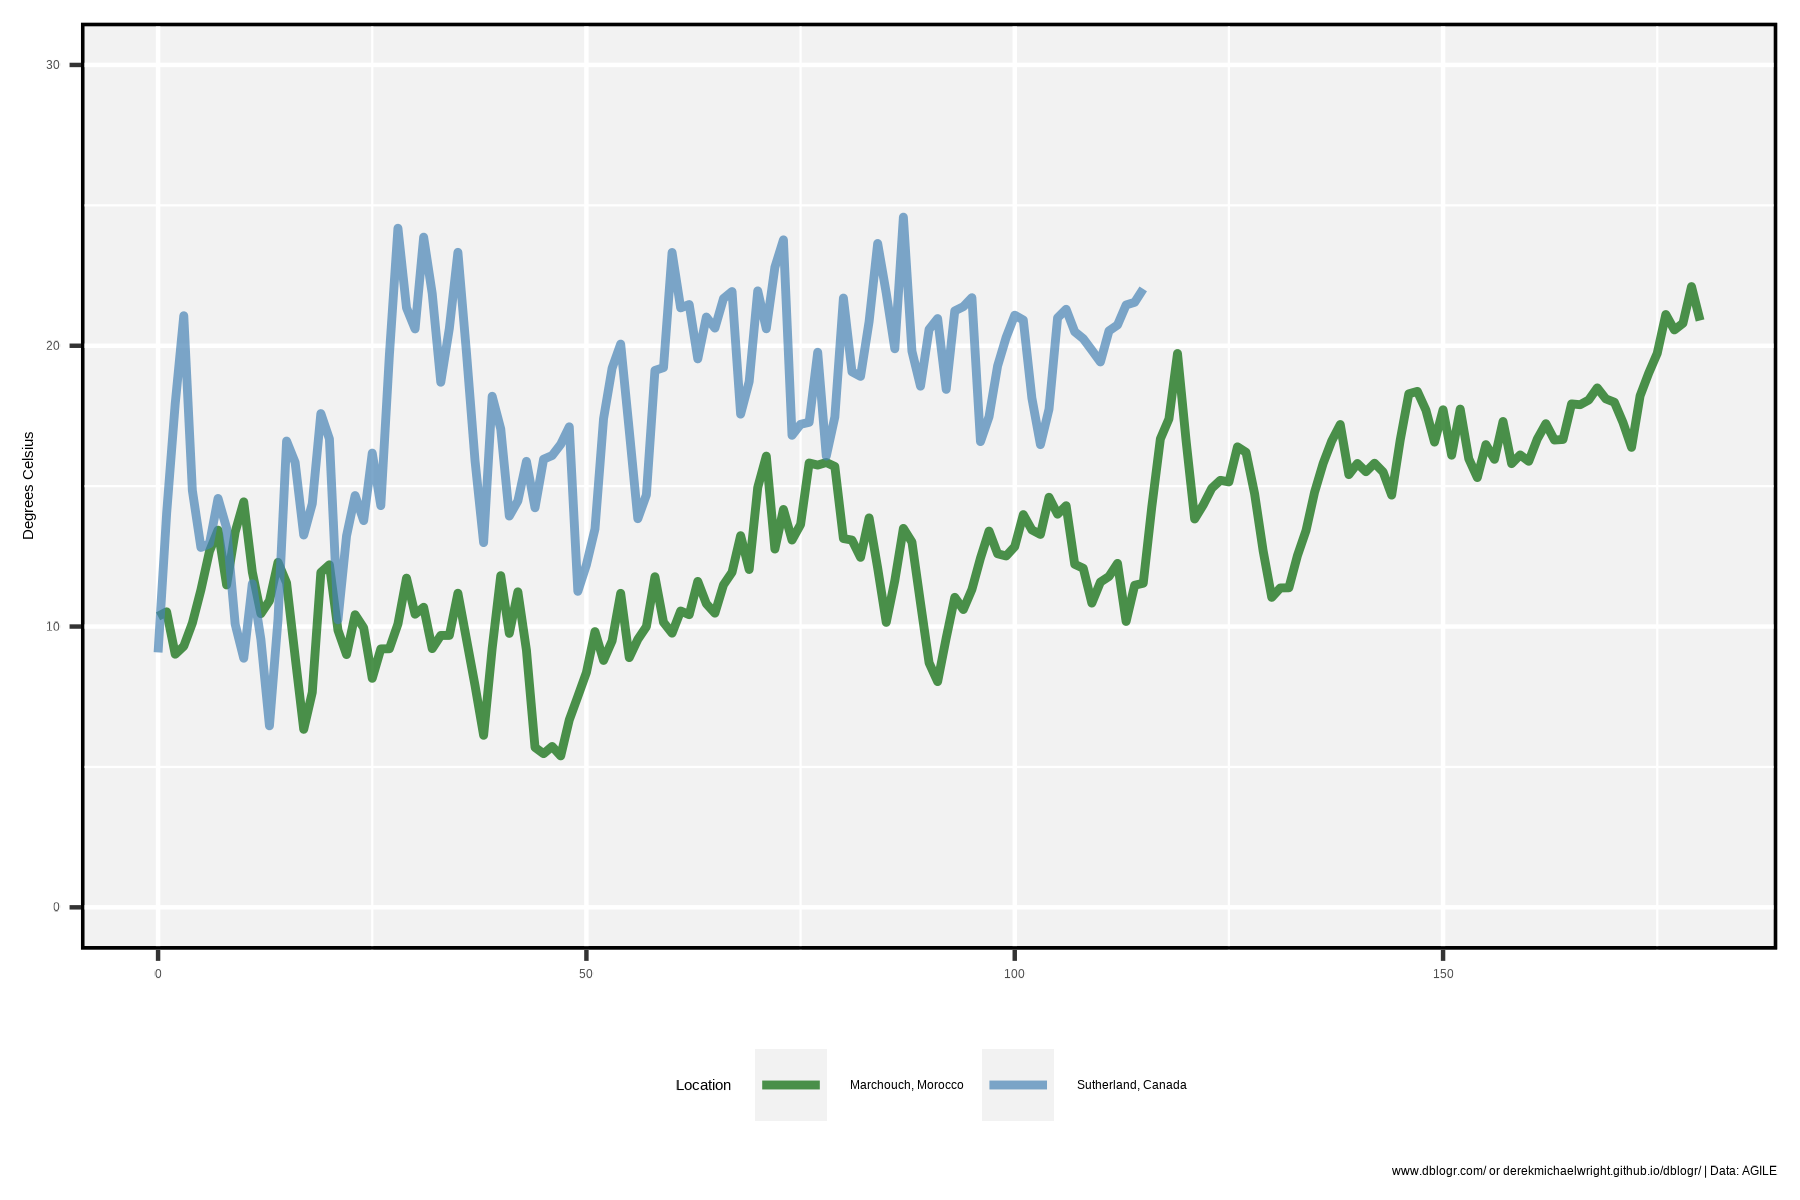 30
20
10
0
Degrees Celsius
0 50 100 150
Location Marchouch, Morocco Sutherland, Canada
www.dblogr.com/ or derekmichaelwright.github.io/dblogr/ | Data: AGILE